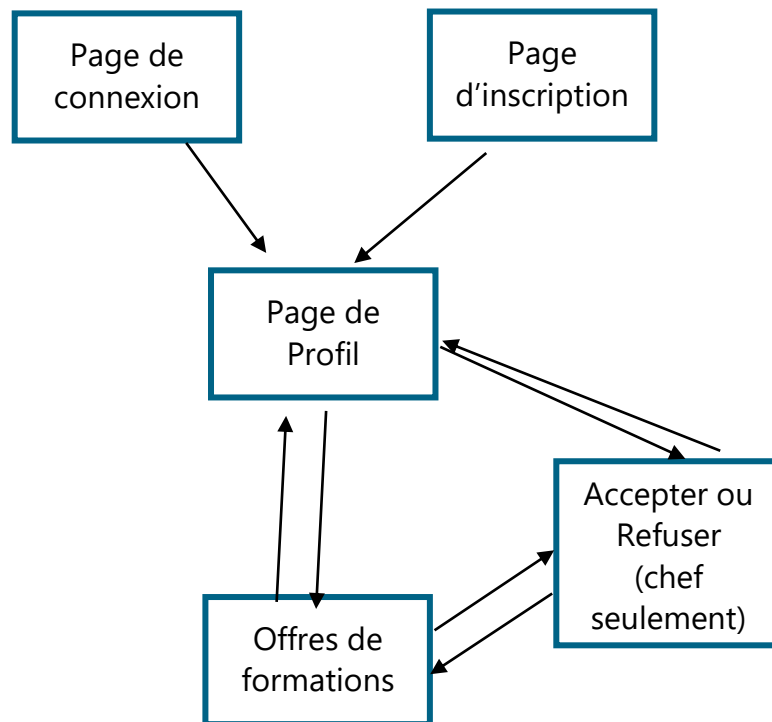 Page de
connexion
Page
d’inscription
Page de
Profil
Accepter ou
Refuser
(chef
seulement)
Offres de
formations